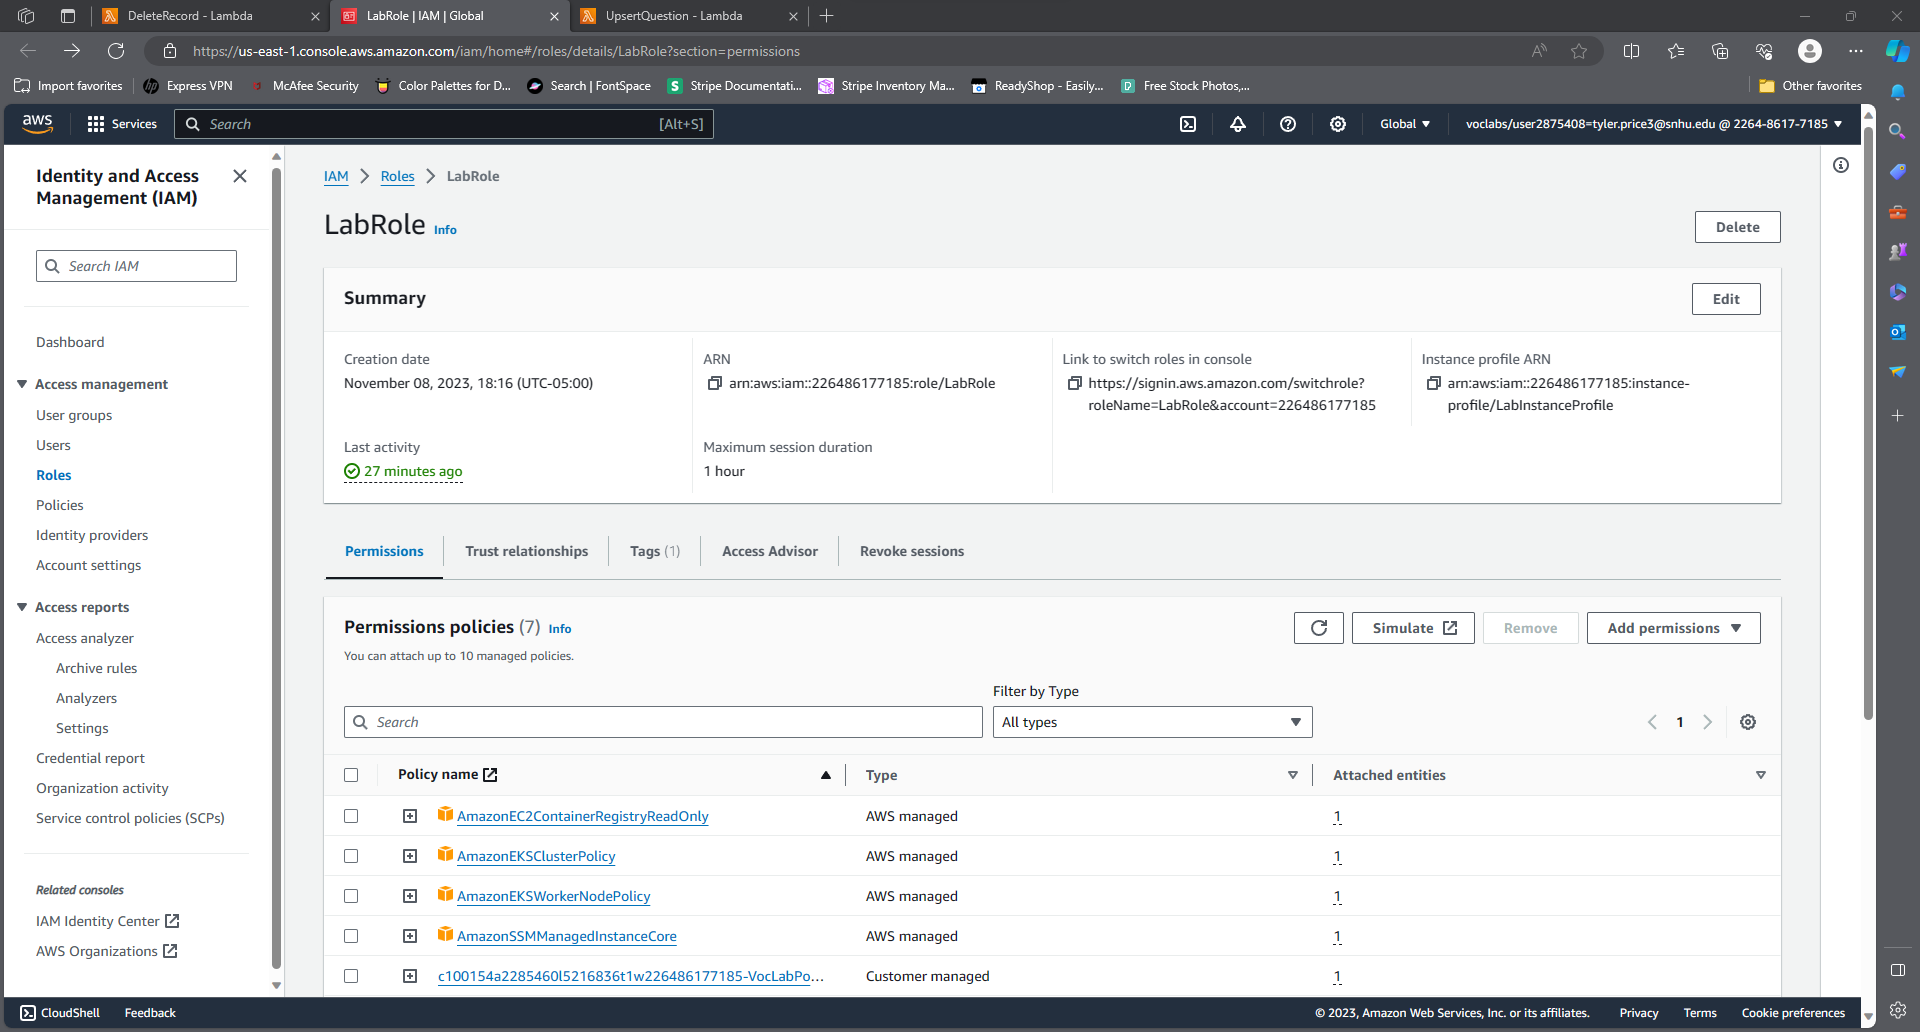 DeleteRecord - Lambda
LabRole | IAM | Global
UpsertQuestion - Lambda
https://us-east-1.console.aws.amazon.com/iam/home#/roles/details/LabRole?section=permissions
Import favorites
Express VPN
McAfee Security
Color Palettes for D...
Search | FontSpace
Stripe Documentati...
Stripe Inventory Ma...
ReadyShop - Easily,...
Free Stock Photos,...
Other favorites
aws
Services
Search
[Alt+S]
Global
voclabs/user2875408=tyler.price3@snhu.edu @ 2264-8617-7185
Identity and Access
Management (IAM)
Search IAM
Dashboard
Access management
User groups
Users
Roles
Policies
Identity providers
Account settings
Access reports
Access analyzer
Archive rules
Analyzers
Settings
Credential report
Organization activity
Service control policies (SCPs)
Related consoles
IAM Identity Center
AWS Organizations
IAM
Roles
LabRole
LabRole
Info
Delete
Summary
Edit
Creation date
November 08, 2023, 18:16 (UTC-05:00)
ARN
arn:aws:iam::226486177185:role/LabRole
Link to switch roles in console
https://signin.aws.amazon.com/switchrole?
roleName=LabRole&account=226486177185
Instance profile ARN
arn:aws:iam::226486177185:instance-
profile/LabInstanceProfile
Last activity
27 minutes ago
Maximum session duration
1 hour
Permissions
Trust relationships
Tags (1)
Access Advisor
Revoke sessions
Permissions policies (7)
Info
You can attach up to 10 managed policies.
Simulate
Remove
Add permissions
Filter by Type
Search
All types
1
Policy name
Type
Attached entities
AmazonEC2ContainerRegistryReadOnly
AWS managed
1
AmazonEKSClusterPolicy
AWS managed
1
AmazonEKSWorkerNodePolicy
AWS managed
1
AmazonSSMManagedInstanceCore
AWS managed
1
c100154a2285460l5216836t1w226486177185-VocLabPo...
Customer managed
1
CloudShell
Feedback
© 2023, Amazon Web Services, Inc. or its affiliates.
Privacy
Terms
Cookie preferences